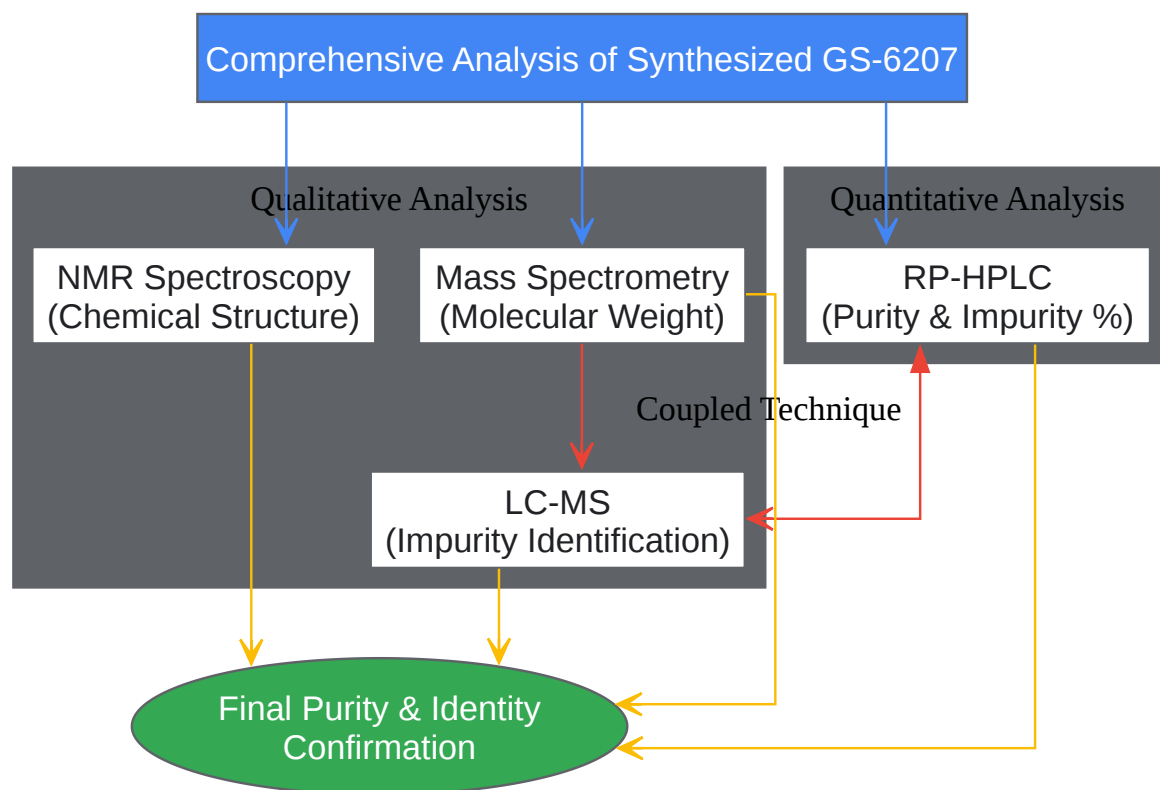 Comprehensive Analysis of Synthesized GS-6207
Qualitative Analysis
Quantitative Analysis
NMR Spectroscopy
(Chemical Structure)
Mass Spectrometry
(Molecular Weight)
RP-HPLC
(Purity & Impurity %)
Coupled Technique
LC-MS
(Impurity Identification)
Final Purity & Identity
Confirmation